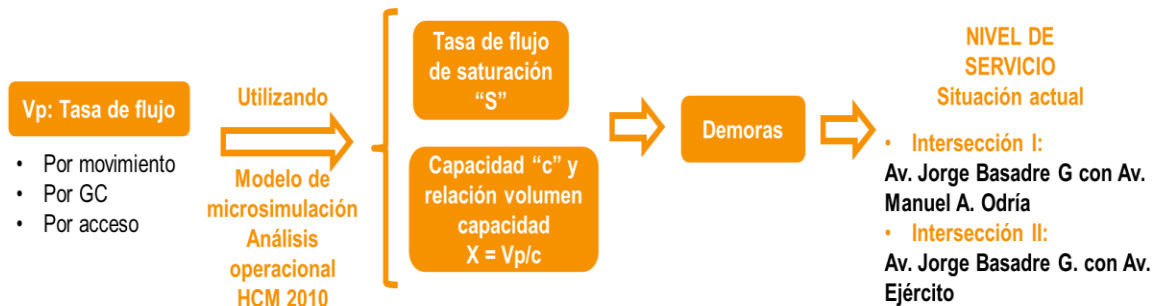 Vp: Tasa de flujo
• Por movimiento
• Por GC
• Por acceso
Utilizando
Modelo de
microsimulación
Análisis
operacional
HCM 2010
Tasa de flujo
de saturación
“S”
Capacidad “c” y
relación volumen
capacidad
X = Vp/c
Demoras
NIVEL DE
SERVICIO
Situación actual
• Intersección I:
Av. Jorge Basadre G con Av.
Manuel A. Odría
• Intersección II:
Av. Jorge Basadre G. con Av.
Ejército